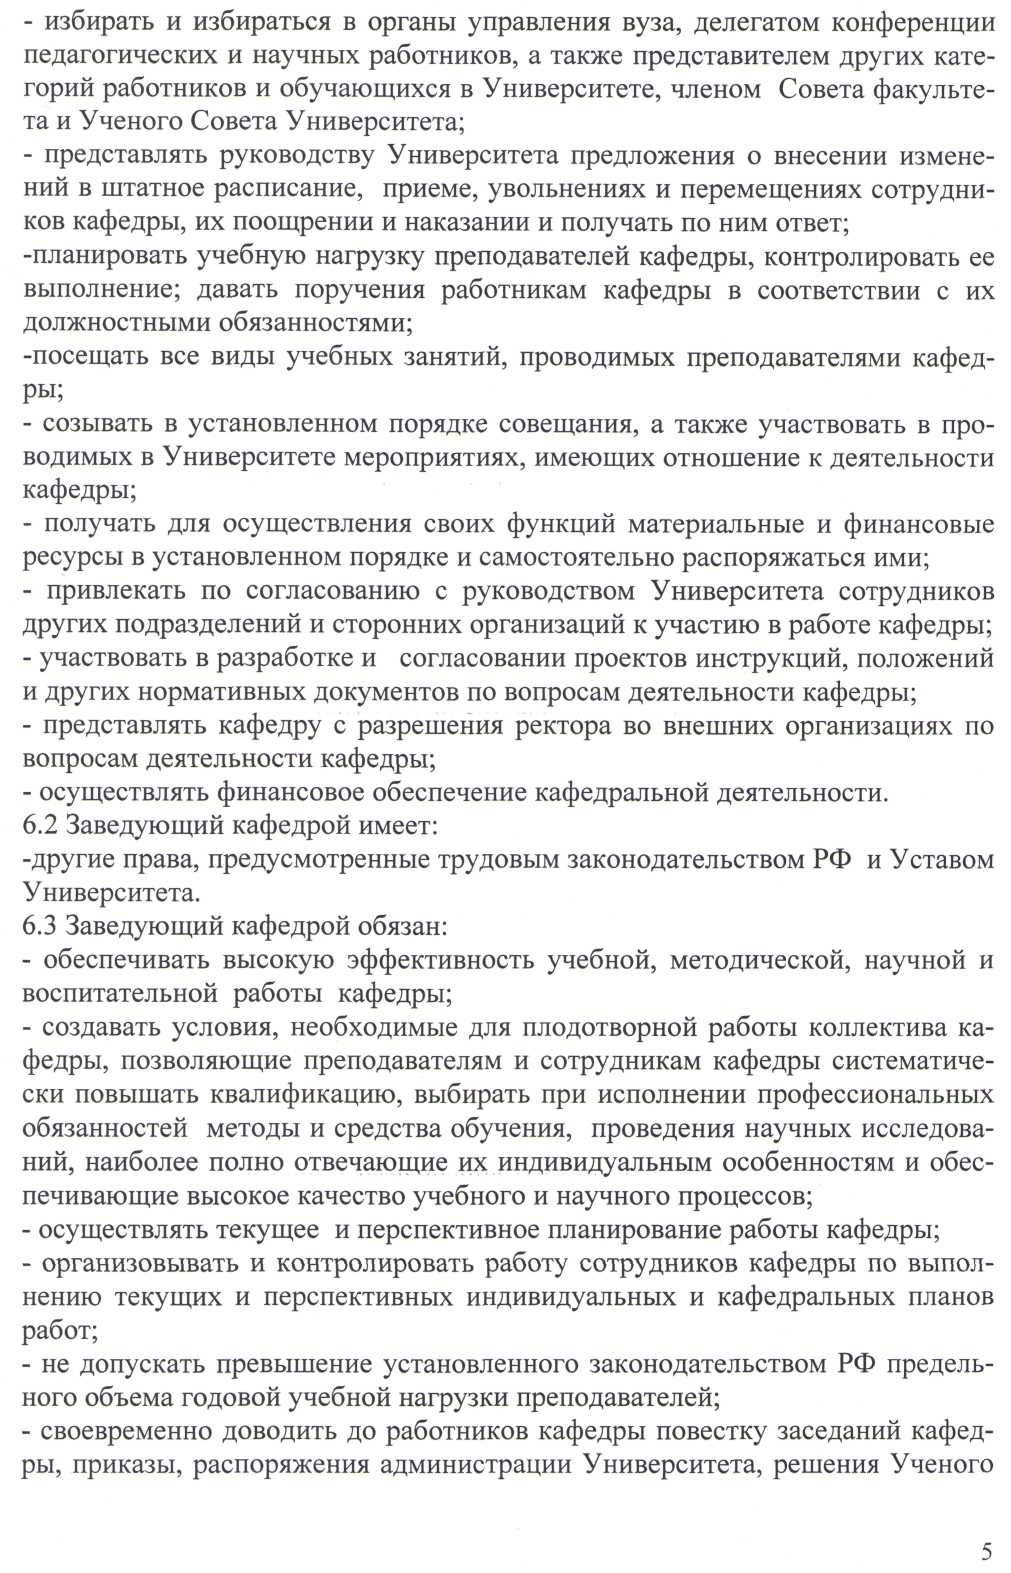 - избирать и избираться в органы управления вуза, делегатом конференции
педагогических и научных работников, а также представителем других кате-
горий работников и обучающихся в Университете, членом Совета факульте-
та и Ученого Совета Университета;
- представлять руководству Университета предложения о внесении измене-
ний в штатное расписание, приеме, увольнениях и перемещениях сотрудни-
ков кафедры, их поощрении и наказании и получать по ним ответ;
-планировать учебную нагрузку преподавателей кафедры, контролировать ее
выполнение; давать поручения работникам кафедры в соответствии с их
должностными обязанностями;
-посещать все виды учебных занятий, проводимых преподавателями кафед-
ры;
- созывать в установленном порядке совещания, а также участвовать в про-
водимых в Университете мероприятиях, имеющих отношение к деятельности
кафедры;
- получать для осуществления своих функций материальные и финансовые
ресурсы в установленном порядке и самостоятельно распоряжаться ими;
- привлекать по согласованию с руководством Университета сотрудников
других подразделений и сторонних организаций к участию в работе кафедры;
- участвовать в разработке и согласовании проектов инструкций, положений
и других нормативных документов по вопросам деятельности кафедры;
- представлять кафедру с разрешения ректора во внешних организациях по
вопросам деятельности кафедры;
- осуществлять финансовое обеспечение кафедральной деятельности.
6.2 Заведующий кафедрой имеет:
-другие права, предусмотренные трудовым законодательством РФ и Уставом
Университета.
6.3 Заведующий кафедрой обязан:
- обеспечивать высокую эффективность учебной, методической, научной и
воспитательной работы кафедры;
- создавать условия, необходимые для плодотворной работы коллектива ка-
федры, позволяющие преподавателям и сотрудникам кафедры систематиче-
ски повышать квалификацию, выбирать при исполнении профессиональных
обязанностей методы и средства обучения, проведения научных исследова-
ний, наиболее полно отвечающие их индивидуальным особенностям и обес-
печивающие высокое качество учебного и научного процессов;
- осуществлять текущее и перспективное планирование работы кафедры;
- организовывать и контролировать работу сотрудников кафедры по выпол-
нению текущих и перспективных индивидуальных и кафедральных планов
работ;
- не допускать превышение установленного законодательством РФ предель-
ного объема годовой учебной нагрузки преподавателей;
- своевременно доводить до работников кафедры повестку заседаний кафед-
ры, приказы, распоряжения администрации Университета, решения Ученого
5